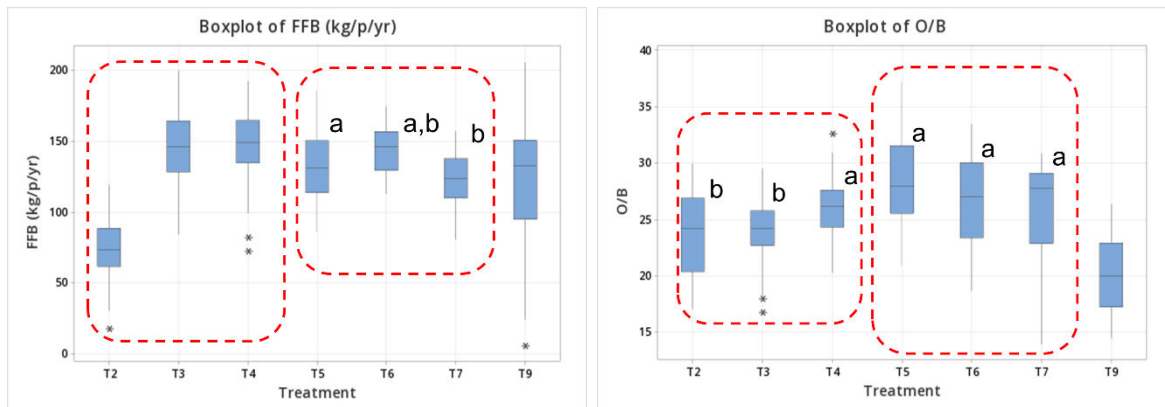 Boxplot of FFB (kg/p/yr)
200
150
100
50
0
FFB (kg/p/yr)
a
a,b
b
*
*
*
*
T2
T3
T4
T5
T6
T7
T9
Treatment
Boxplot of O/B
40
35
30
25
20
15
O/B
b
b
a
a
a
a
*
*
*
T2
T3
T4
T5
T6
T7
T9
Treatment